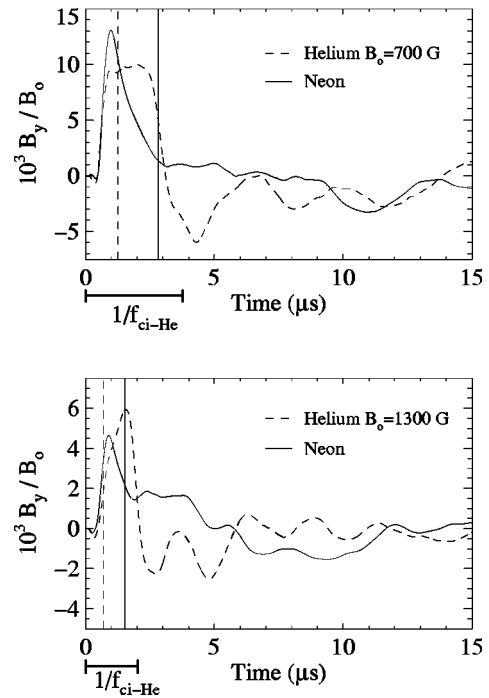 15
10
5
0
-5
10³ By / Bo
Helium Bo=700 G
Neon
0
5
10
15
Time (μs)
1/fci-He
6
4
2
0
-2
-4
10³ By / Bo
Helium Bo=1300 G
Neon
0
5
10
15
Time (μs)
1/fci-He